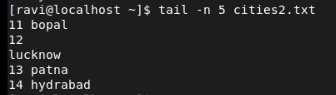 [ravi@localhost ~]$ tail -n 5 cities2.txt
11 bopal
12
lucknow
13 patna
14 hydrabad